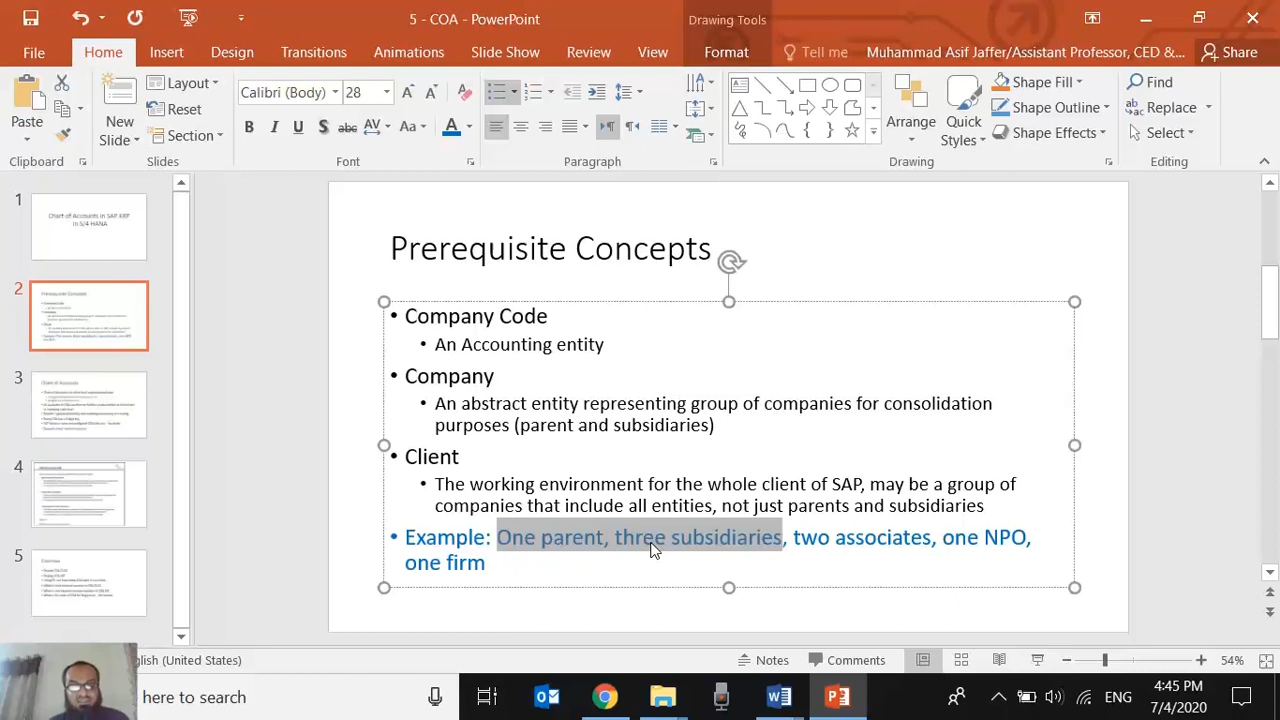 5 - COA - PowerPoint
Drawing Tools
File
Home
Insert
Design
Transitions
Animations
Slide Show
Review
View
Format
Tell me
Muhammad Asif Jaffer/Assistant Professor, CED &...
Share
Paste
Clipboard
New
Slide
Layout
Reset
Section
Slides
Calibri (Body)
28
B I U S abc AV Aa A
Font
Paragraph
Arrange
Quick
Styles
Shape Fill
Shape Outline
Shape Effects
Drawing
Find
Replace
Select
Editing
1
Chart of Accounts in SAP ERP
in S/4 HANA
2
3
4
5
Prerequisite Concepts
• Company Code
• An Accounting entity
• Company
• An abstract entity representing group of companies for consolidation
purposes (parent and subsidiaries)
• Client
• The working environment for the whole client of SAP, may be a group of
companies that include all entities, not just parents and subsidiaries
• Example: One parent, three subsidiaries, two associates, one NPO,
one firm
glish (United States)
Notes
Comments
54%
here to search
ENG
4:45 PM
7/4/2020